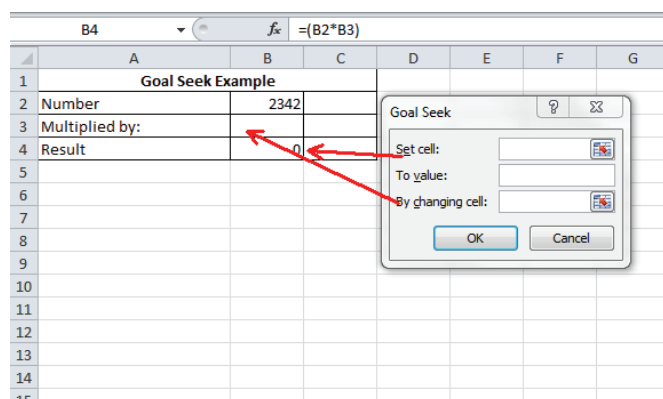 B4 fx =(B2*B3)
A B C D E F G
1 Goal Seek Example
2 Number 2342
3 Multiplied by:
4 Result 0
5
6
7
8
9
10
11
12
13
14
15
Goal Seek
Set cell:
To value:
By changing cell:
OK Cancel